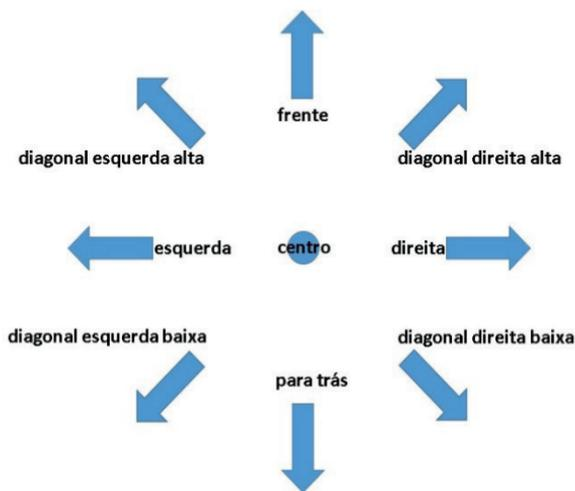 frente
diagonal esquerda alta
diagonal direita alta
esquerda
centro
direita
diagonal esquerda baixa
diagonal direita baixa
para trás